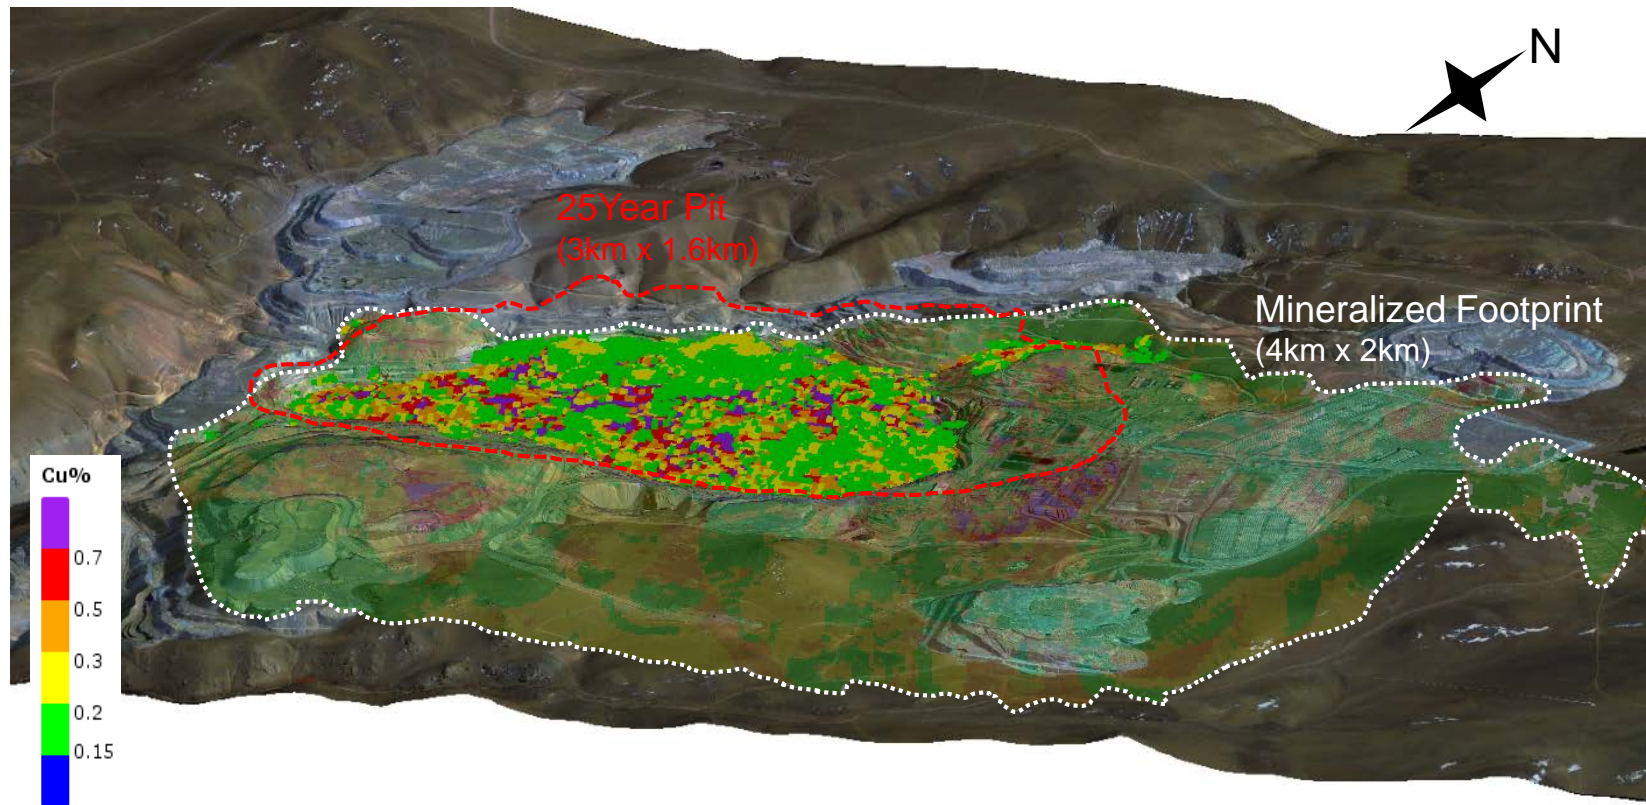 N
25Year Pit
(3km x 1.6km)
Mineralized Footprint
(4km x 2km)
Cu%
0.7
0.5
0.3
0.2
0.15